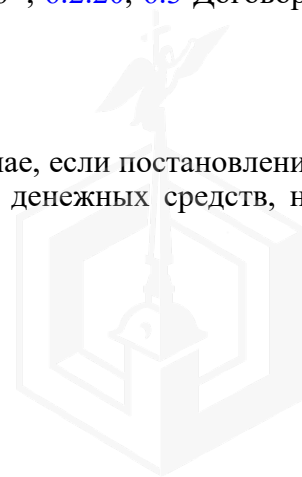 , 6.2.20, 6.3 Договор
чае, если постановлени
денежных средств, н